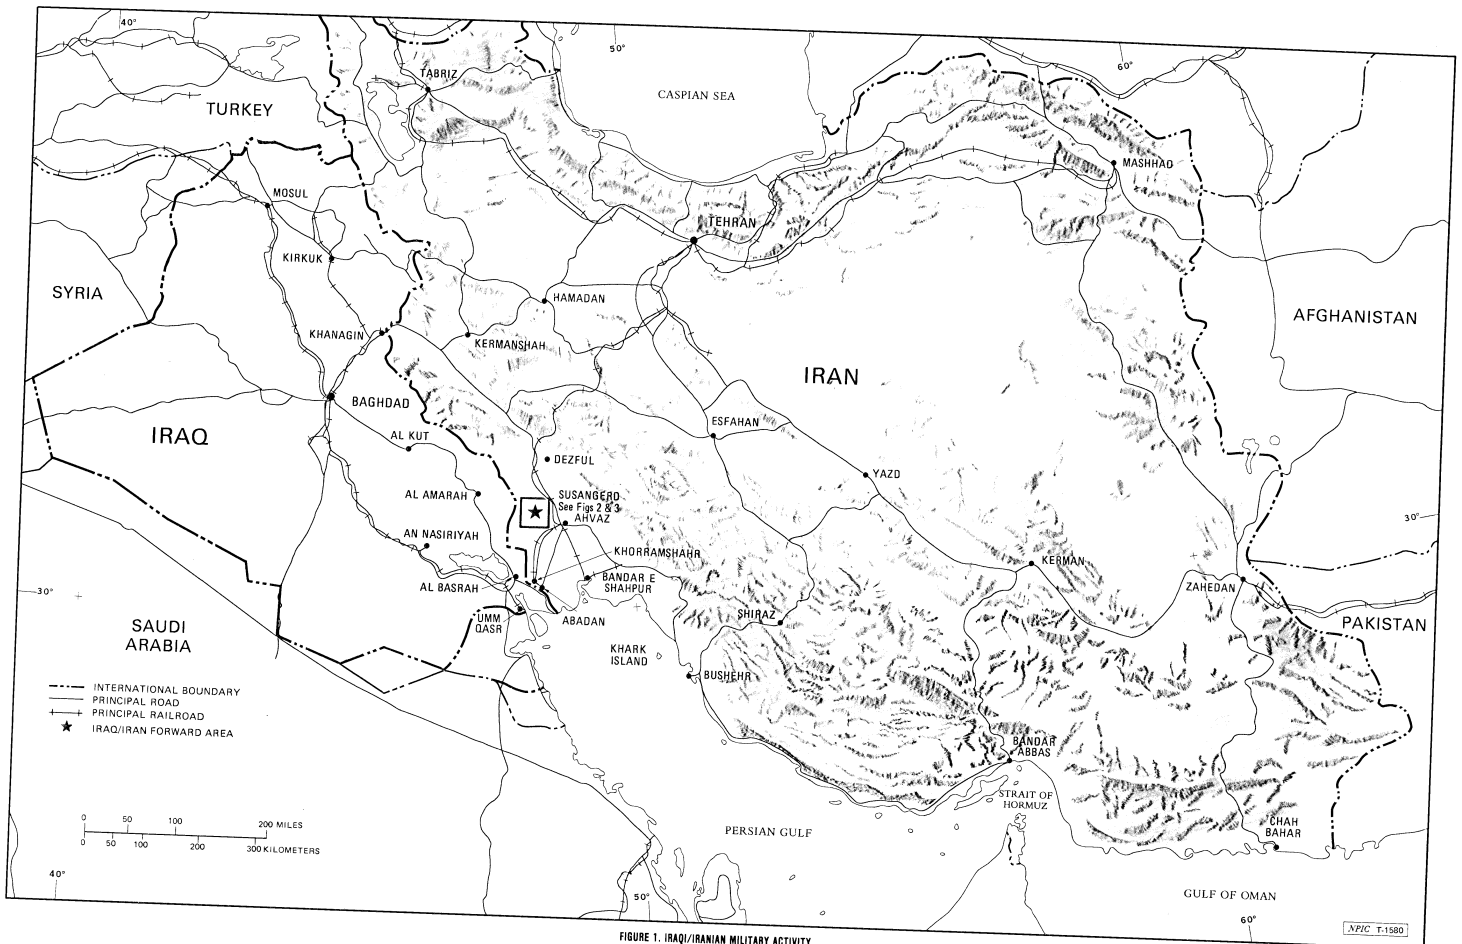 40°
50°
60°
TABRIZ
CASPIAN SEA
TURKEY
MASHHAD
MOSUL
TEHRAN
KIRKUK
SYRIA
HAMADAN
AFGHANISTAN
KHANAGIN
KERMANSHAH
IRAN
BAGHDAD
ESFAHAN
IRAQ
AL KUT
DEZFUL
YAZD
AL AMARAH
SUSANGERD
See Figs 2 & 3
AHVAZ
30°
AN NASIRIYAH
KHORRAMSHAHR
KERMAN
AL BASRAH
BANDAR E
SHAHPUR
ZAHEDAN
30°
UMM
QASR
ABADAN
SHIRAZ
PAKISTAN
SAUDI
ARABIA
KHARK
ISLAND
BUSHEHR
INTERNATIONAL BOUNDARY
PRINCIPAL ROAD
PRINCIPAL RAILROAD
IRAQ/IRAN FORWARD AREA
BANDAR
ABBAS
STRAIT OF
HORMUZ
0 50 100 200 MILES
0 50 100 200 300 KILOMETERS
PERSIAN GULF
CHAH
BAHAR
40°
50°
GULF OF OMAN
60°
NPIC T-1580
FIGURE 1. IRAQI/IRANIAN MILITARY ACTIVITY